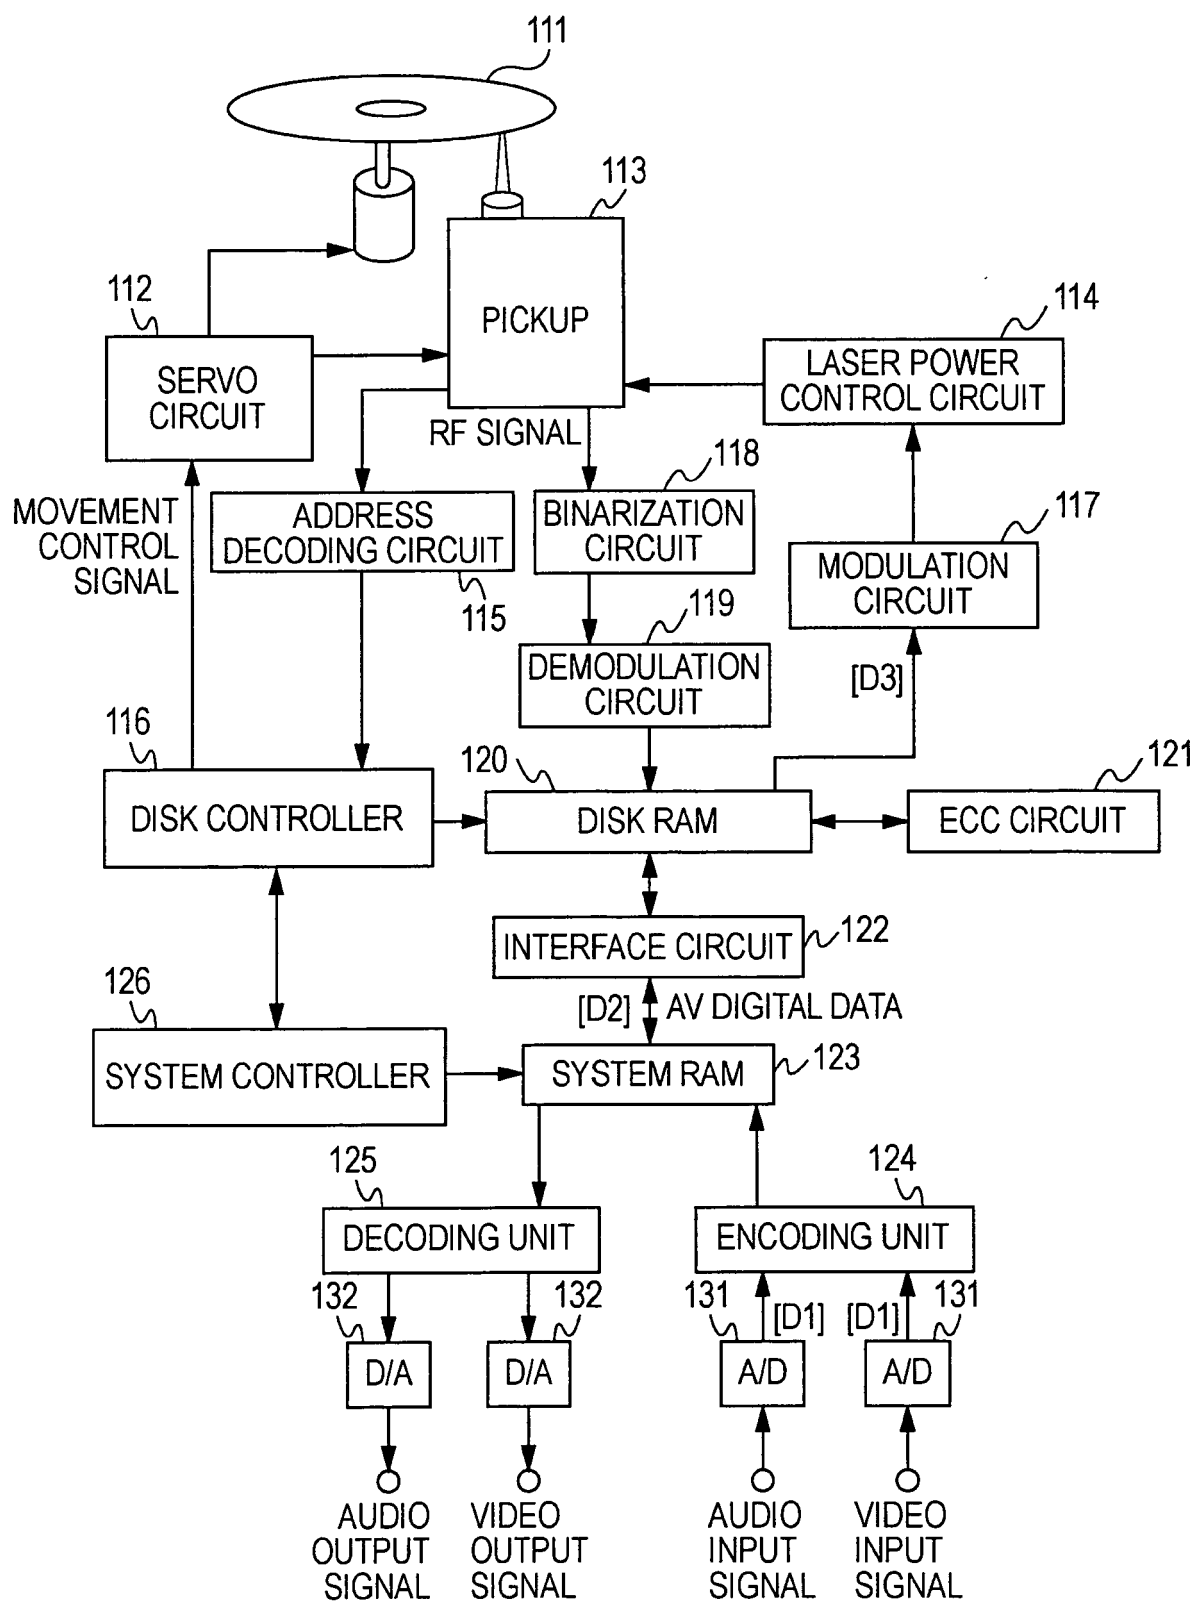 111
113
112
114
PICKUP
SERVO
CIRCUIT
LASER POWER
CONTROL CIRCUIT
RF SIGNAL
118
117
MOVEMENT
CONTROL
SIGNAL
ADDRESS
DECODING CIRCUIT
BINARIZATION
CIRCUIT
MODULATION
CIRCUIT
115
119
DEMODULATION
CIRCUIT
[D3]
116
120
121
DISK CONTROLLER
DISK RAM
ECC CIRCUIT
INTERFACE CIRCUIT
122
126
[D2]
AV DIGITAL DATA
SYSTEM CONTROLLER
SYSTEM RAM
123
125
124
DECODING UNIT
ENCODING UNIT
132
132
131
[D1]
[D1]
131
D/A
D/A
A/D
A/D
AUDIO
OUTPUT
SIGNAL
VIDEO
OUTPUT
SIGNAL
AUDIO
INPUT
SIGNAL
VIDEO
INPUT
SIGNAL